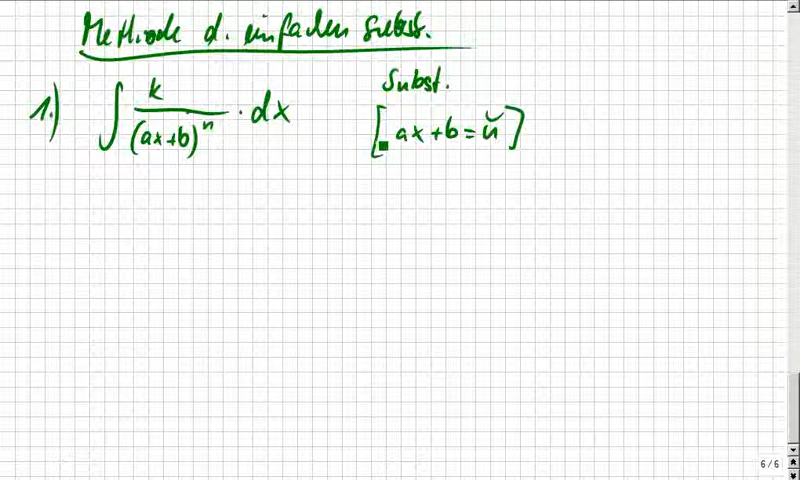 Methode d. einfachen Subst.
Subst.
1.) ∫ k/(ax+b)^n · dx [ax+b = u]
6/6